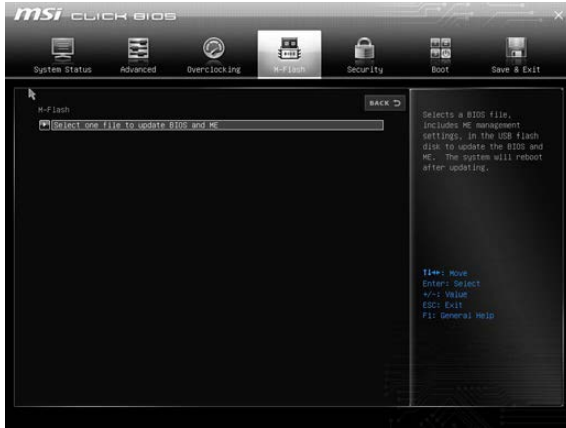 msi CLICK BIOS
X
System Status
Advanced
Overclocking
M-Flash
Security
Boot
Save & Exit
M-Flash
BACK
Select one file to update BIOS and ME
Selects a BIOS file,
includes ME management
settings, in the USB flash
disk to update the BIOS and
ME. The system will reboot
after updating.
↑↓↔: Move
Enter: Select
+/-: Value
ESC: Exit
F1: General Help